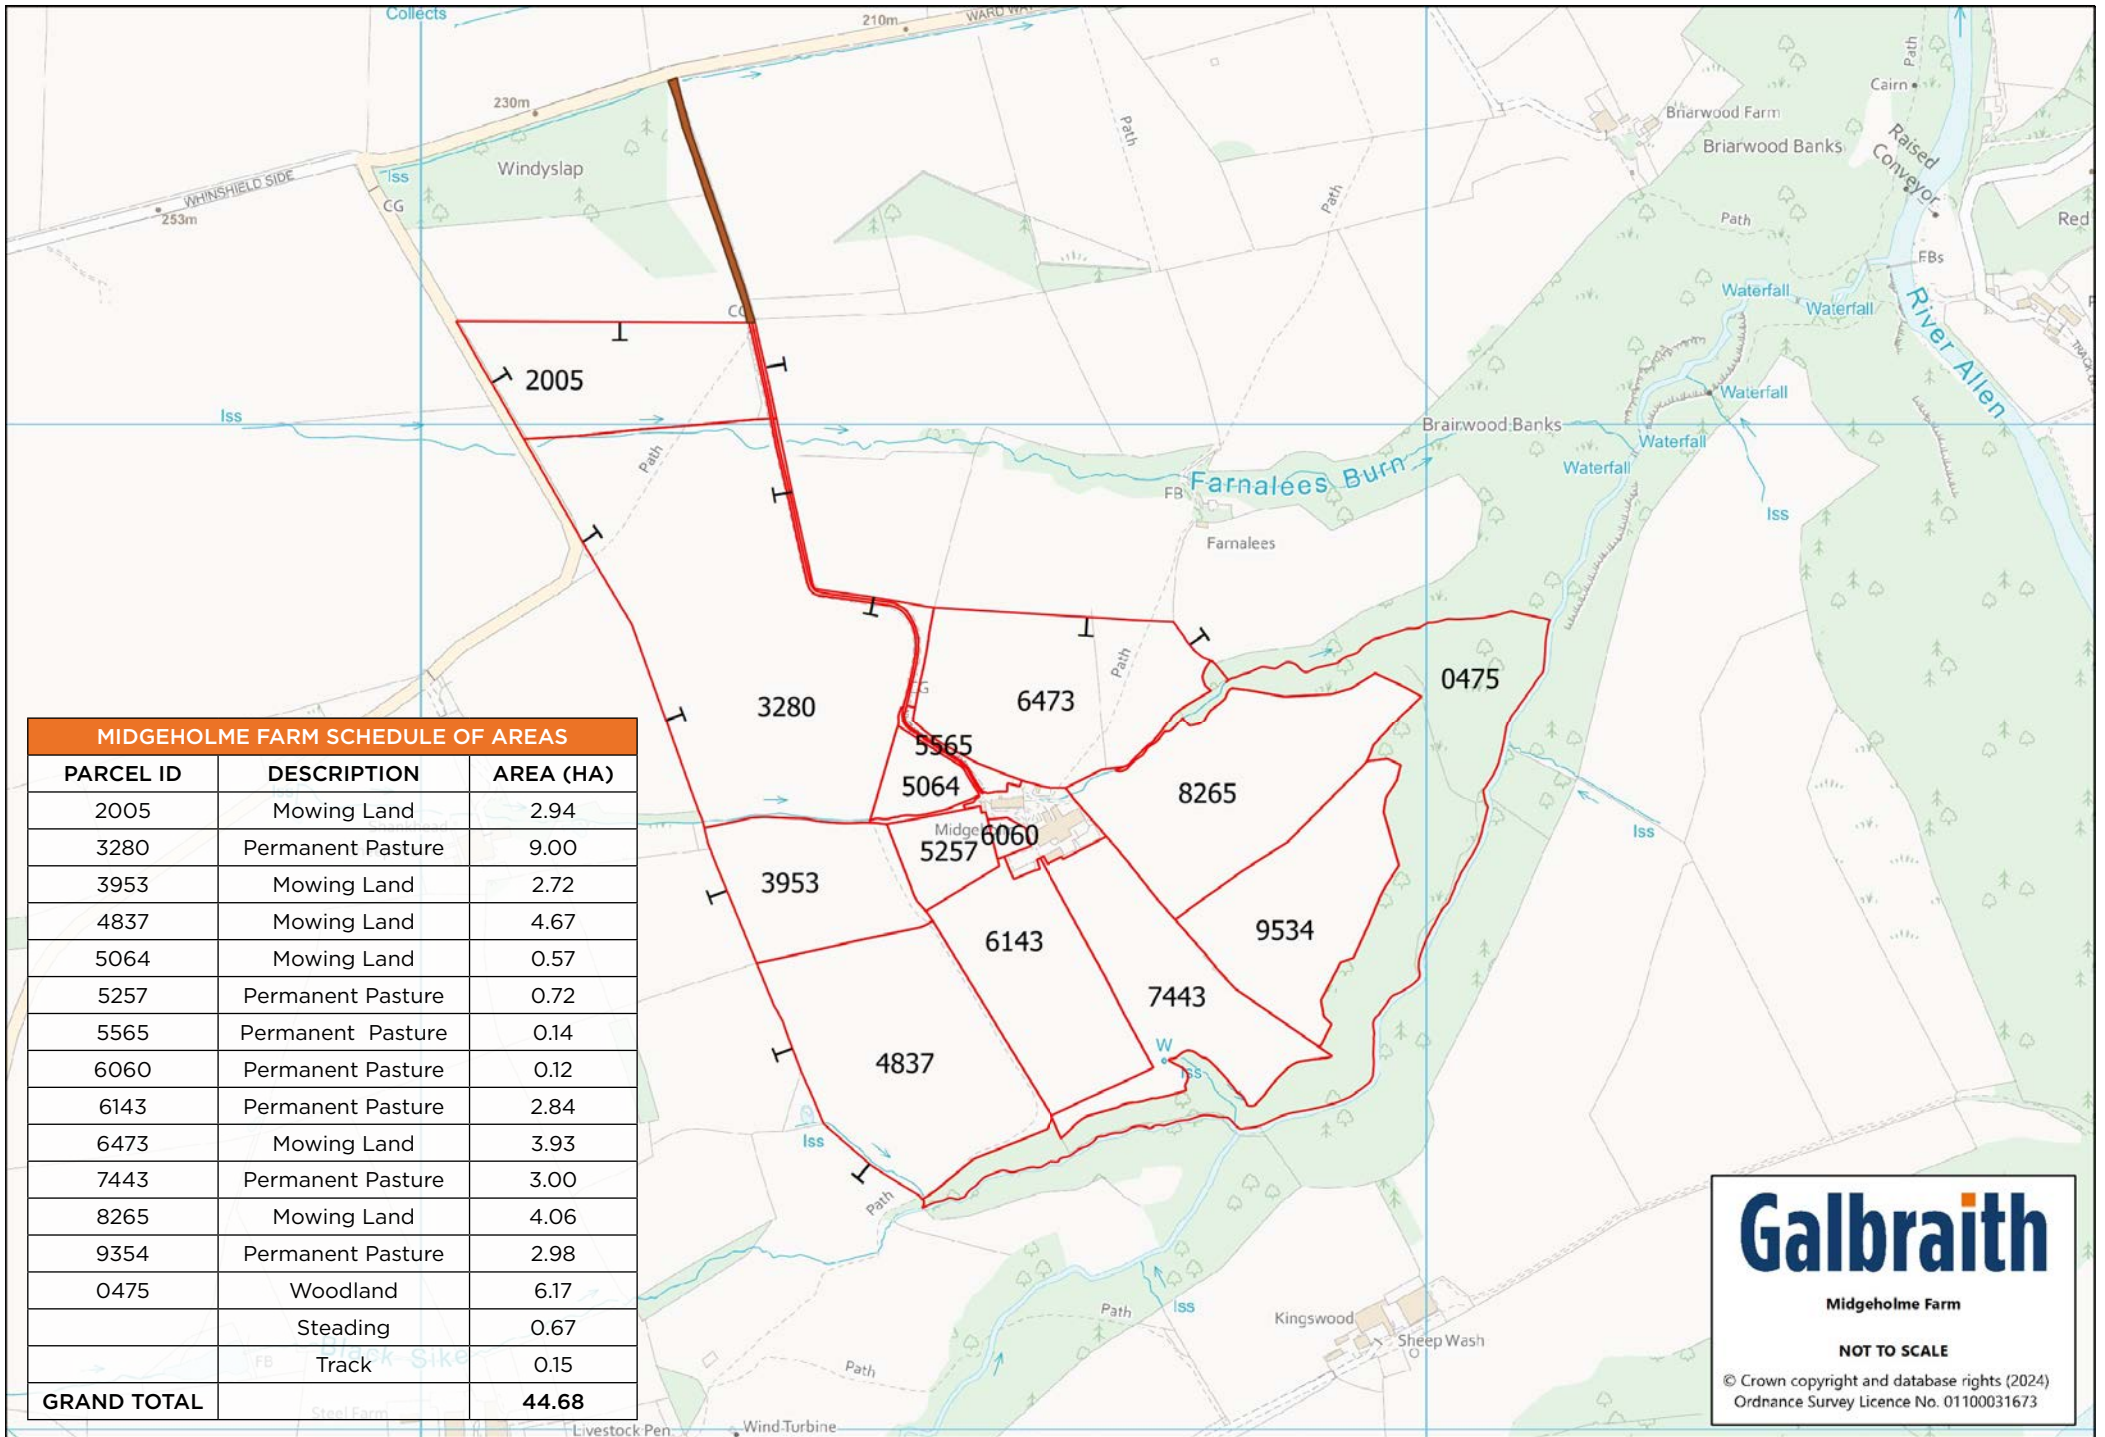 Collects
210m
WARD WAY
Path
Cairn
230m
Briarwood Farm
Path
Briarwood Banks
Raised
Conveyor
Windyslap
Iss
WHINSHIELD SIDE
CG
Path
Path
253m
Red
FBs
Waterfall
Waterfall
River Allen
CG
TRACK
2005
Waterfall
Iss
Brairwood Banks
Waterfall
Path
Waterfall
Farnalees Burn
FB
Iss
Farnalees
Path
0475
3280
CG
6473
5565
5064
8265
Iss
6060
5257
3953
9534
6143
7443
W
Iss
4837
Iss
Path
Path
Iss
Kingswood
Sheep Wash
Path
Black Sike
FB
Steel Farm
Livestock Pen
Wind Turbine
MIDGEHOLME FARM SCHEDULE OF AREAS
PARCEL ID DESCRIPTION AREA (HA)
2005 Mowing Land 2.94
3280 Permanent Pasture 9.00
3953 Mowing Land 2.72
4837 Mowing Land 4.67
5064 Mowing Land 0.57
5257 Permanent Pasture 0.72
5565 Permanent Pasture 0.14
6060 Permanent Pasture 0.12
6143 Permanent Pasture 2.84
6473 Mowing Land 3.93
7443 Permanent Pasture 3.00
8265 Mowing Land 4.06
9354 Permanent Pasture 2.98
0475 Woodland 6.17
Steading 0.67
Track 0.15
GRAND TOTAL 44.68
Galbraith
Midgeholme Farm
NOT TO SCALE
© Crown copyright and database rights (2024)
Ordnance Survey Licence No. 01100031673